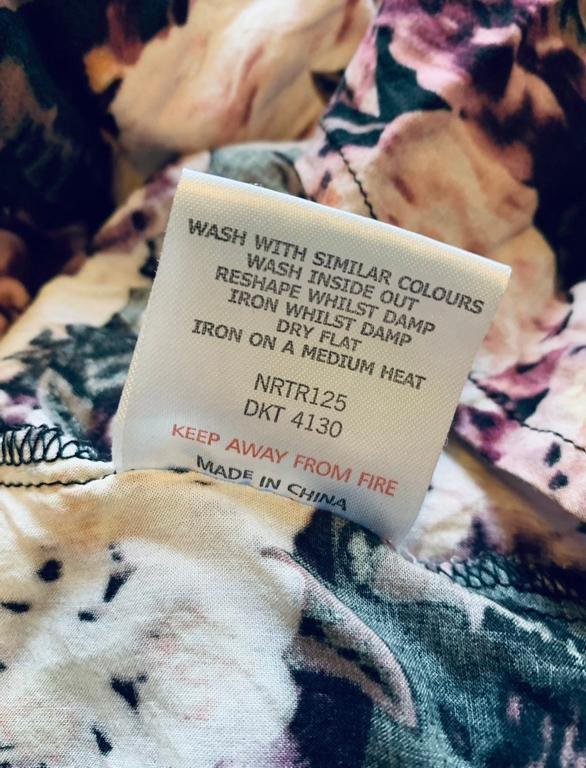 WASH WITH SIMILAR COLOURS
WASH INSIDE OUT
RESHAPE WHILST DAMP
IRON WHILST DAMP
DRY FLAT
IRON ON A MEDIUM HEAT
NRTR125
DKT 4130
KEEP AWAY FROM FIRE
MADE IN CHINA